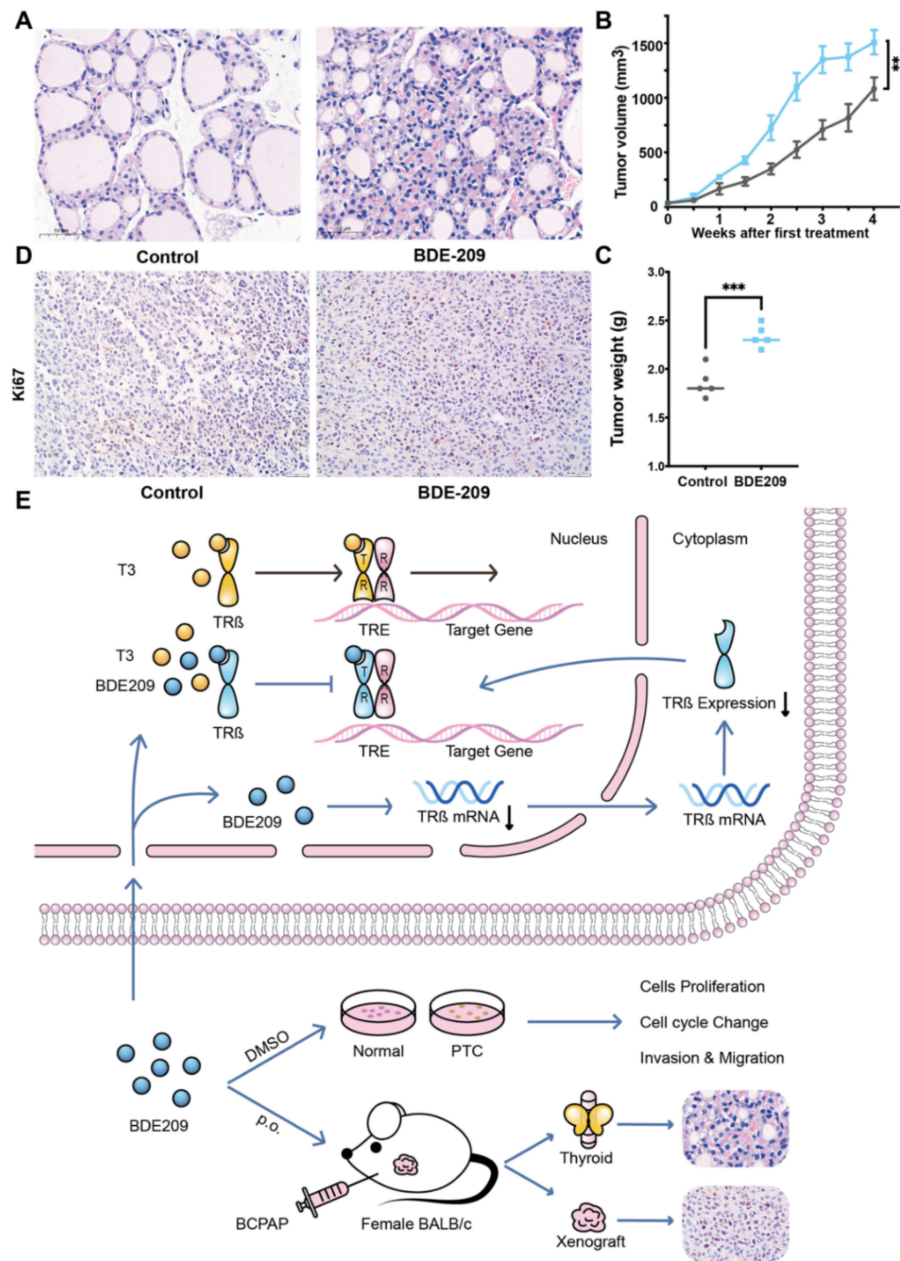 A
Control
BDE-209
B
Tumor volume (mm³)
1500
1000
500
0
0
1
2
3
4
Weeks after first treatment
**
D
Ki67
Control
BDE-209
C
Tumor weight (g)
3.0
2.5
2.0
1.5
1.0
***
Control
BDE209
E
Nucleus
Cytoplasm
T3
TRß
T
R
R
R
TRE
Target Gene
T3
BDE209
TRß
T
R
R
R
TRE
Target Gene
TRß Expression
BDE209
TRß mRNA
TRß mRNA
BDE209
DMSO
p.o.
Normal
PTC
Cells Proliferation
Cell cycle Change
Invasion & Migration
BCPAP
Female BALB/c
Thyroid
Xenograft